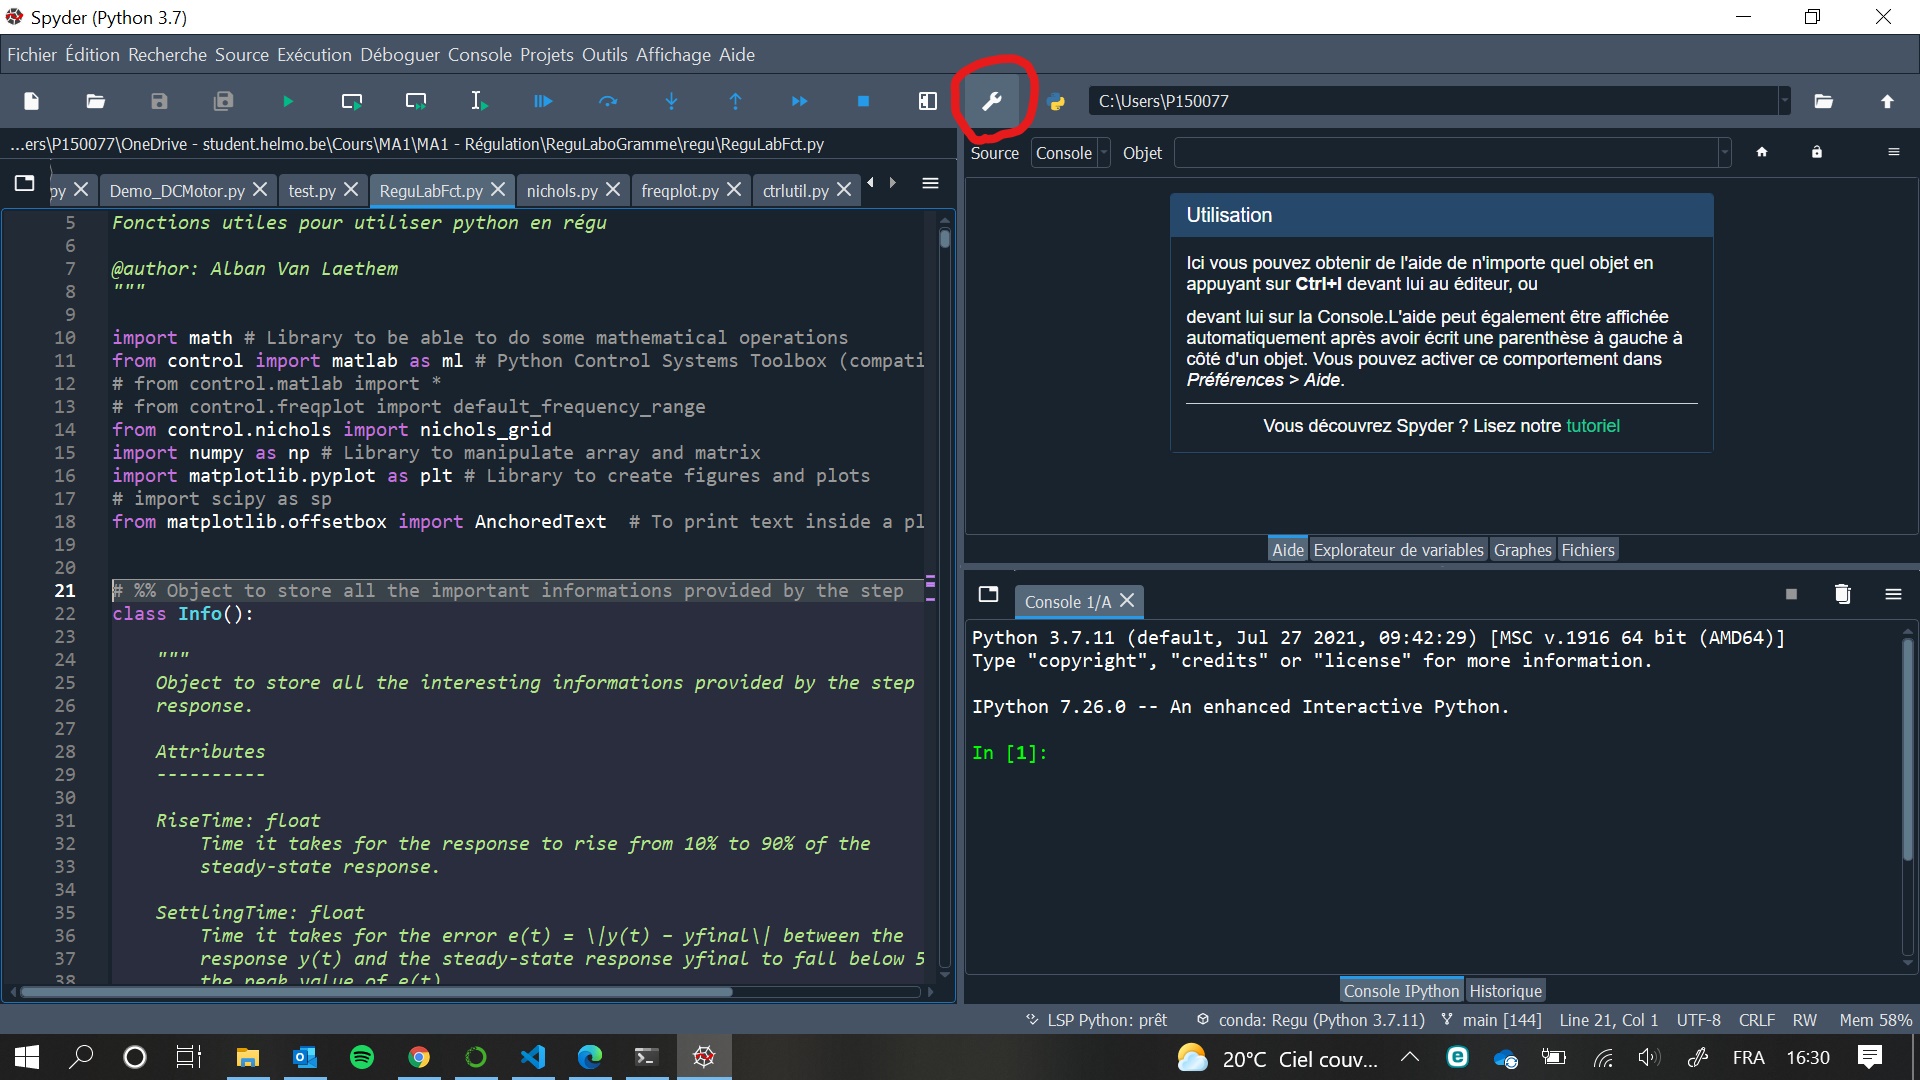 Spyder (Python 3.7)
Fichier Édition Recherche Source Exécution Déboguer Console Projets Outils Affichage Aide
C:\Users\P150077
...ers\P150077\OneDrive - student.helmo.be\Cours\MA1\MA1 - Régulation\ReguLaboGramme\regu\ReguLabFct.py
py Demo_DCMotor.py test.py ReguLabFct.py nichols.py freqplot.py ctrlutil.py
5 Fonctions utiles pour utiliser python en régu
6
7 @author: Alban Van Laethem
8 """
9
10 import math # Library to be able to do some mathematical operations
11 from control import matlab as ml # Python Control Systems Toolbox (compati
12 # from control.matlab import *
13 # from control.freqplot import default_frequency_range
14 from control.nichols import nichols_grid
15 import numpy as np # Library to manipulate array and matrix
16 import matplotlib.pyplot as plt # Library to create figures and plots
17 # import scipy as sp
18 from matplotlib.offsetbox import AnchoredText  # To print text inside a pl
19
20
21 # %% Object to store all the important informations provided by the step
22 class Info():
23
24     """
25     Object to store all the interesting informations provided by the step
26     response.
27
28     Attributes
29     ----------
30
31     RiseTime: float
32         Time it takes for the response to rise from 10% to 90% of the
33         steady-state response.
34
35     SettlingTime: float
36         Time it takes for the error e(t) = \|y(t) - yfinal\| between the
37         response y(t) and the steady-state response yfinal to fall below 5
38         the peak value of e(t)
Source Console Objet
Utilisation
Ici vous pouvez obtenir de l'aide de n'importe quel objet en
appuyant sur Ctrl+I devant lui au éditeur, ou
devant lui sur la Console.L'aide peut également être affichée
automatiquement après avoir écrit une parenthèse à gauche à
côté d'un objet. Vous pouvez activer ce comportement dans
Préférences > Aide.
Vous découvrez Spyder ? Lisez notre tutoriel
Aide Explorateur de variables Graphes Fichiers
Console 1/A
Python 3.7.11 (default, Jul 27 2021, 09:42:29) [MSC v.1916 64 bit (AMD64)]
Type "copyright", "credits" or "license" for more information.
IPython 7.26.0 -- An enhanced Interactive Python.
In [1]:
Console IPython Historique
LSP Python: prêt conda: Regu (Python 3.7.11) main [144] Line 21, Col 1 UTF-8 CRLF RW Mem 58%
20°C Ciel couv... FRA 16:30